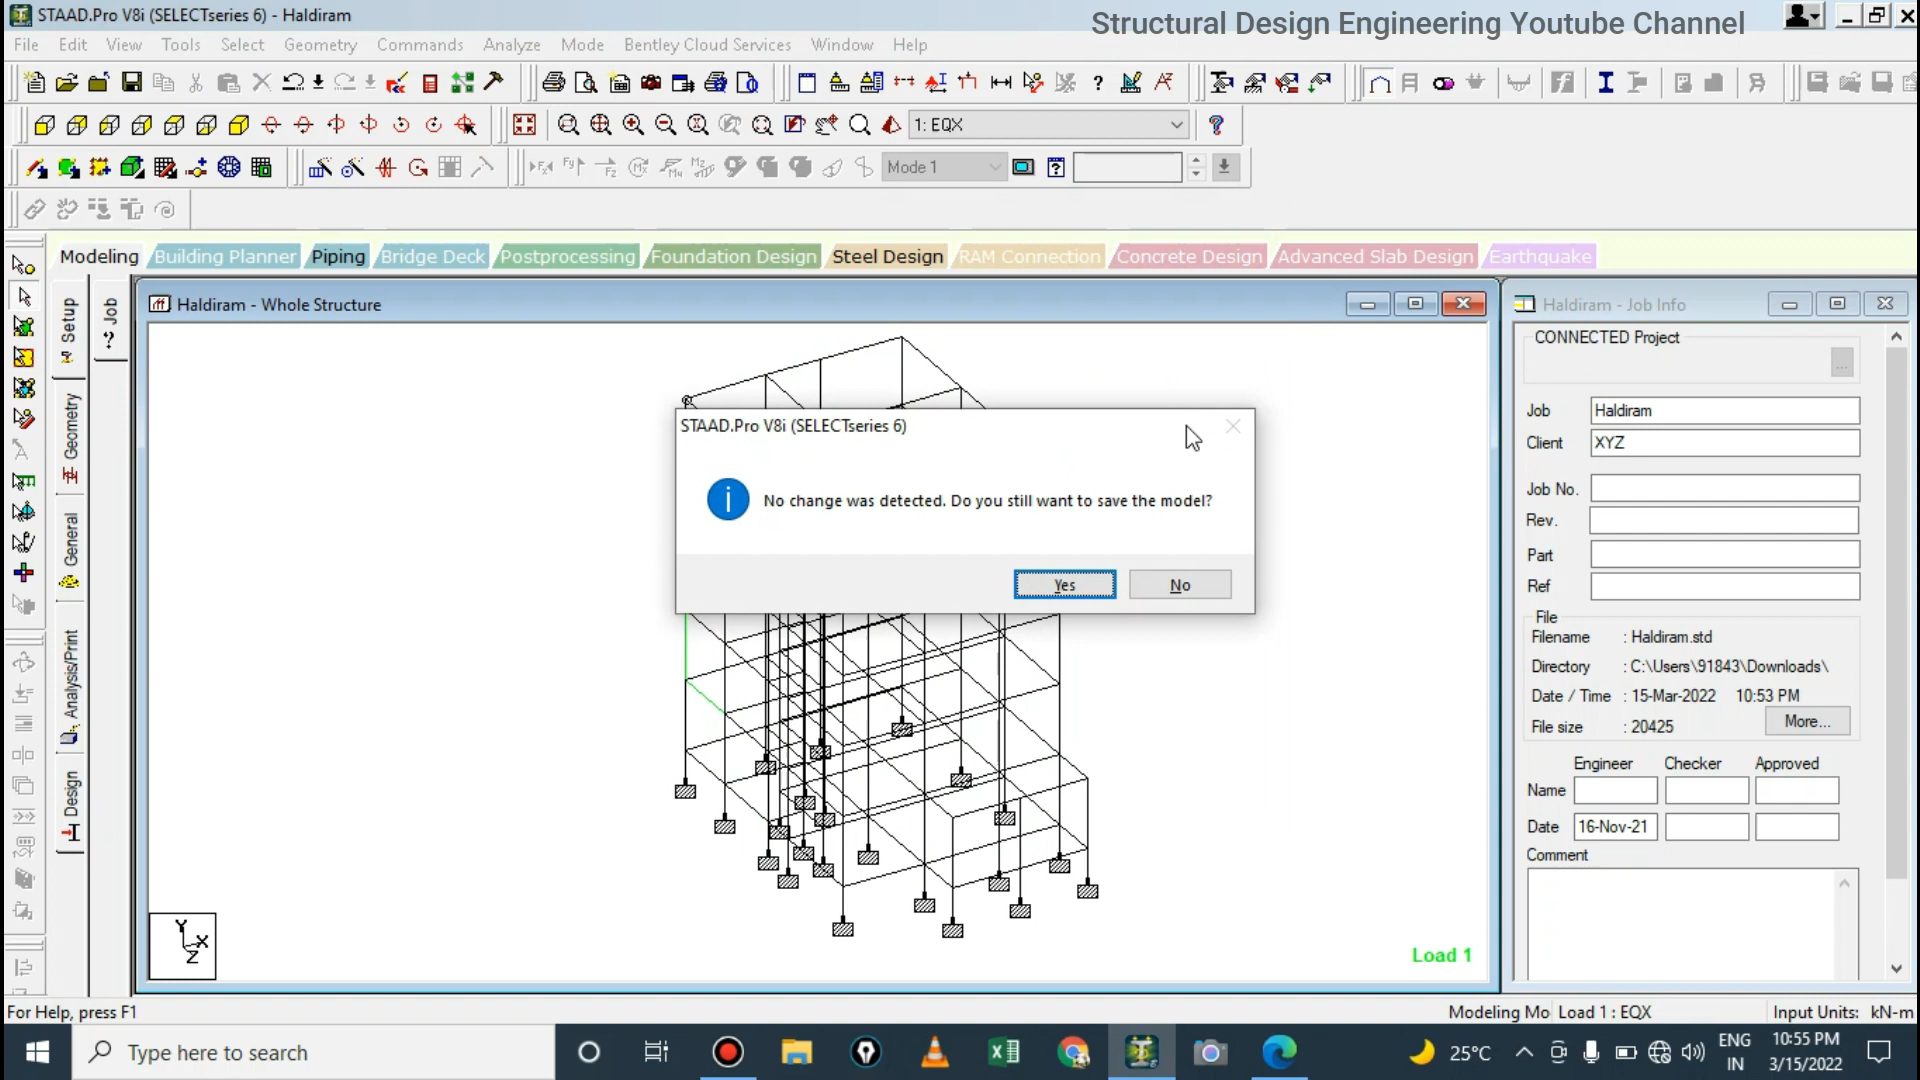 STAAD.Pro V8i (SELECTseries 6) - Haldiram
Structural Design Engineering Youtube Channel
File Edit View Tools Select Geometry Commands Analyze Mode Bentley Cloud Services Window Help
1: EQX
Mode 1
Modeling Building Planner Piping Bridge Deck Postprocessing Foundation Design Steel Design RAM Connection Concrete Design Advanced Slab Design Earthquake
Setup
Job
Geometry
General
Analysis/Print
Design
Haldiram - Whole Structure
STAAD.Pro V8i (SELECTseries 6)
No change was detected. Do you still want to save the model?
Yes No
Y
X
Z
Load 1
Haldiram - Job Info
CONNECTED Project
...
Job Haldiram
Client XYZ
Job No.
Rev.
Part
Ref
File
Filename : Haldiram.std
Directory : C:\Users\91843\Downloads\
Date / Time : 15-Mar-2022 10:53 PM
File size : 20425 More...
Engineer Checker Approved
Name
Date 16-Nov-21
Comment
For Help, press F1
Modeling Mo Load 1 : EQX Input Units: kN-m
Type here to search
25°C
ENG
IN
10:55 PM
3/15/2022